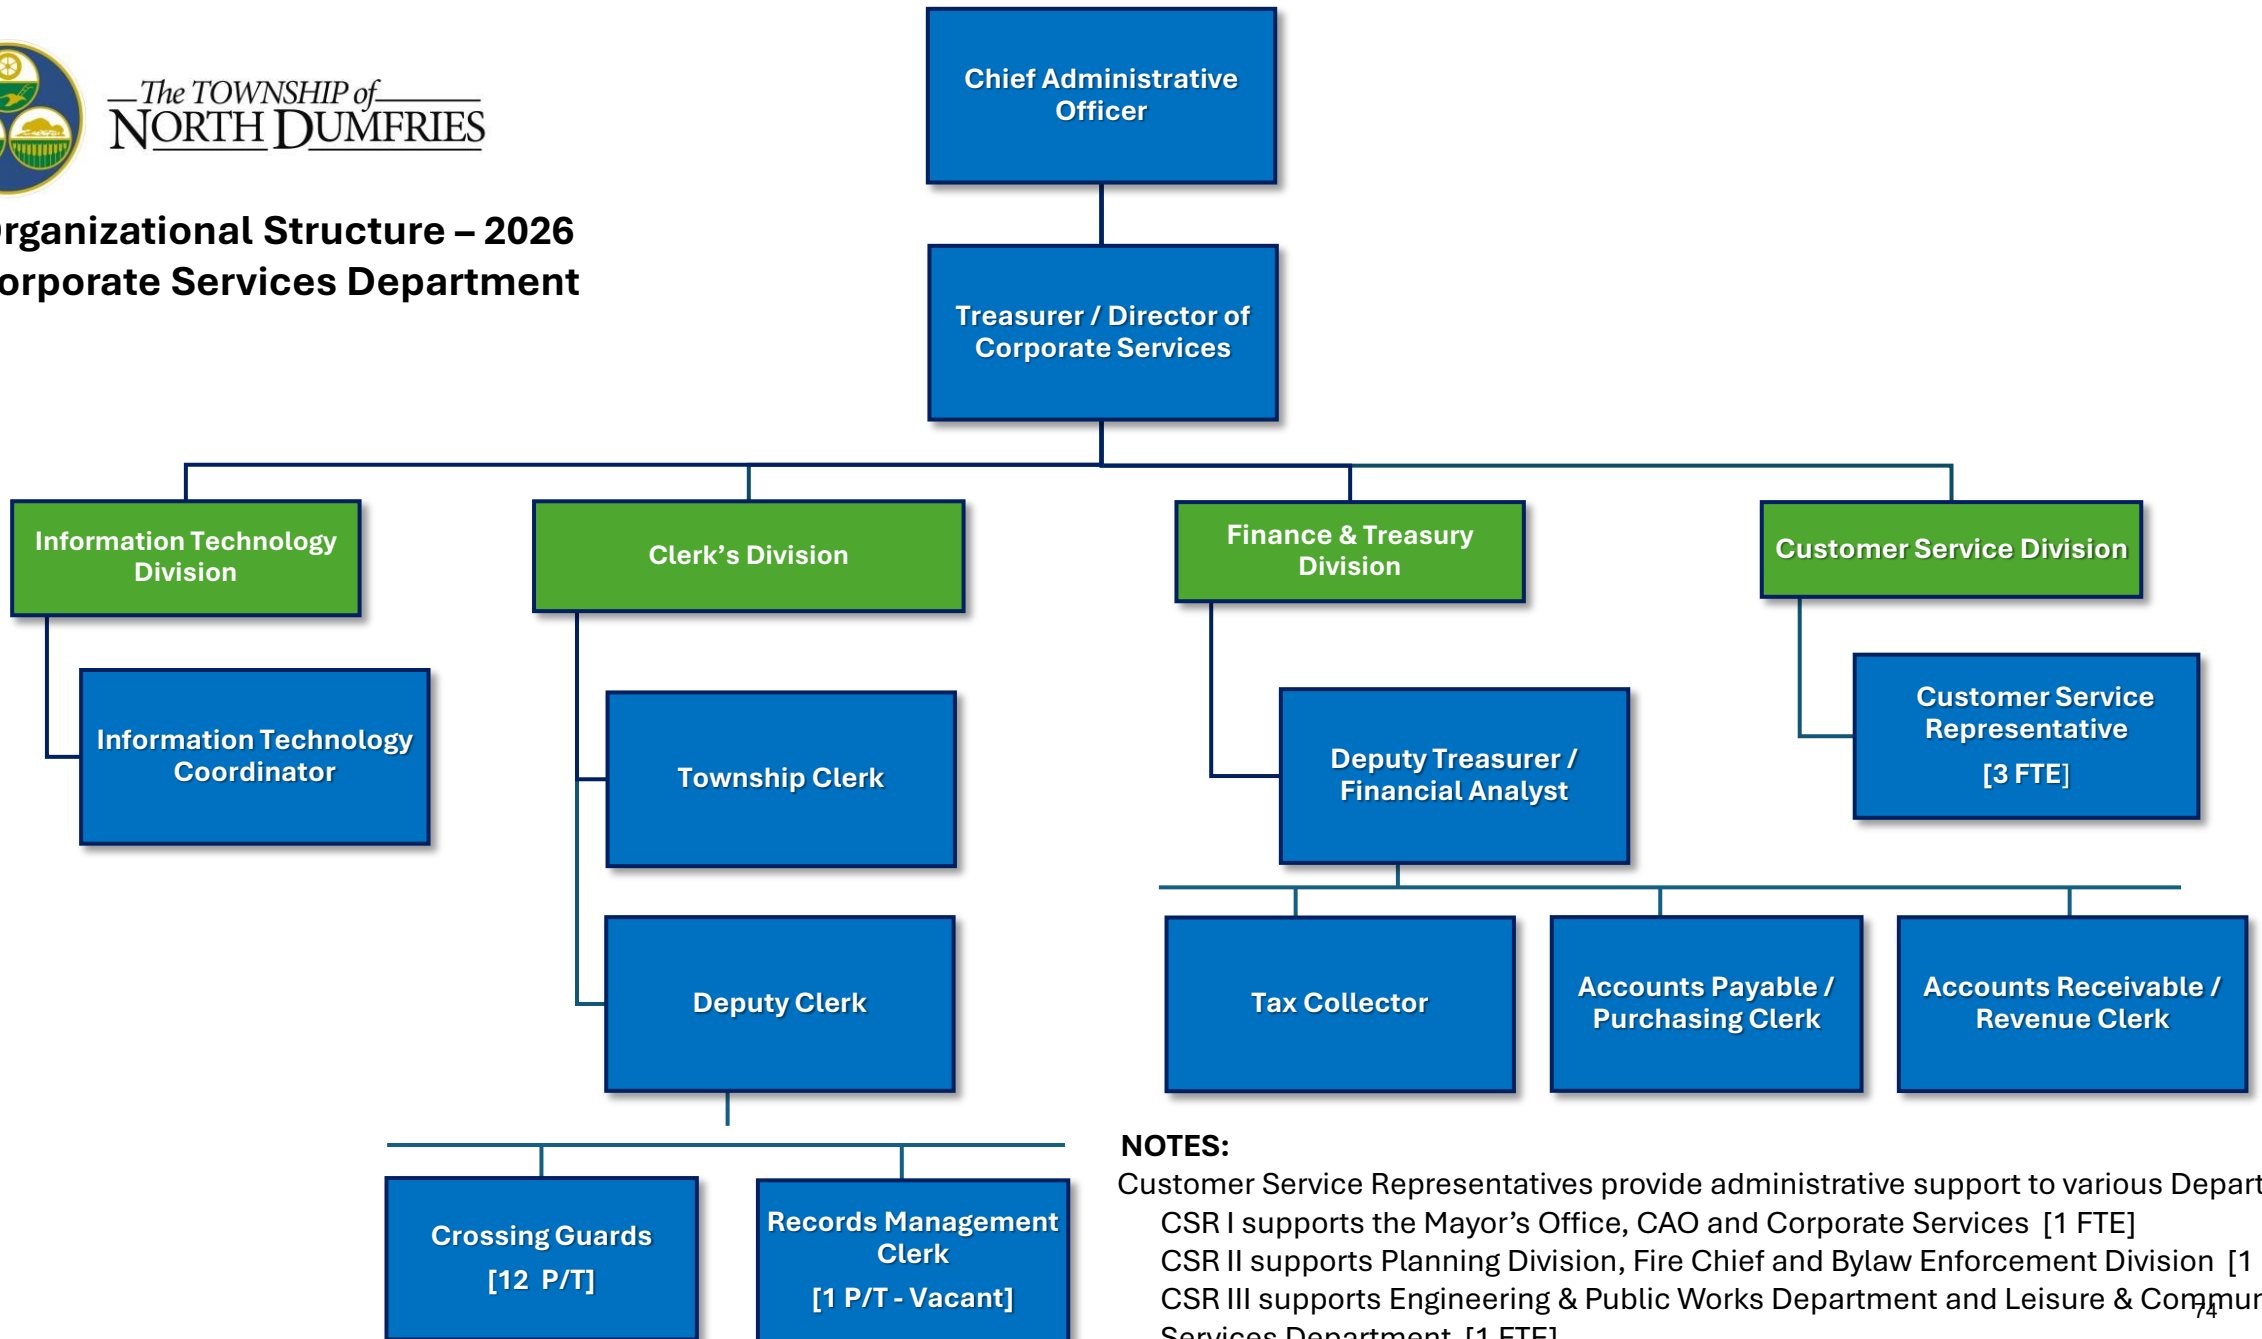 The TOWNSHIP of
NORTH DUMFRIES
rganizational Structure – 2026
orporate Services Department
Chief Administrative
Officer
Treasurer / Director of
Corporate Services
Information Technology
Division
Clerk’s Division
Finance & Treasury
Division
Customer Service Division
Information Technology
Coordinator
Township Clerk
Deputy Treasurer /
Financial Analyst
Customer Service
Representative
[3 FTE]
Deputy Clerk
Tax Collector
Accounts Payable /
Purchasing Clerk
Accounts Receivable /
Revenue Clerk
Crossing Guards
[12 P/T]
Records Management
Clerk
[1 P/T - Vacant]
NOTES:
Customer Service Representatives provide administrative support to various Depart
CSR I supports the Mayor’s Office, CAO and Corporate Services [1 FTE]
CSR II supports Planning Division, Fire Chief and Bylaw Enforcement Division [1
CSR III supports Engineering & Public Works Department and Leisure & Commun
Services Department [1 FTE]
74